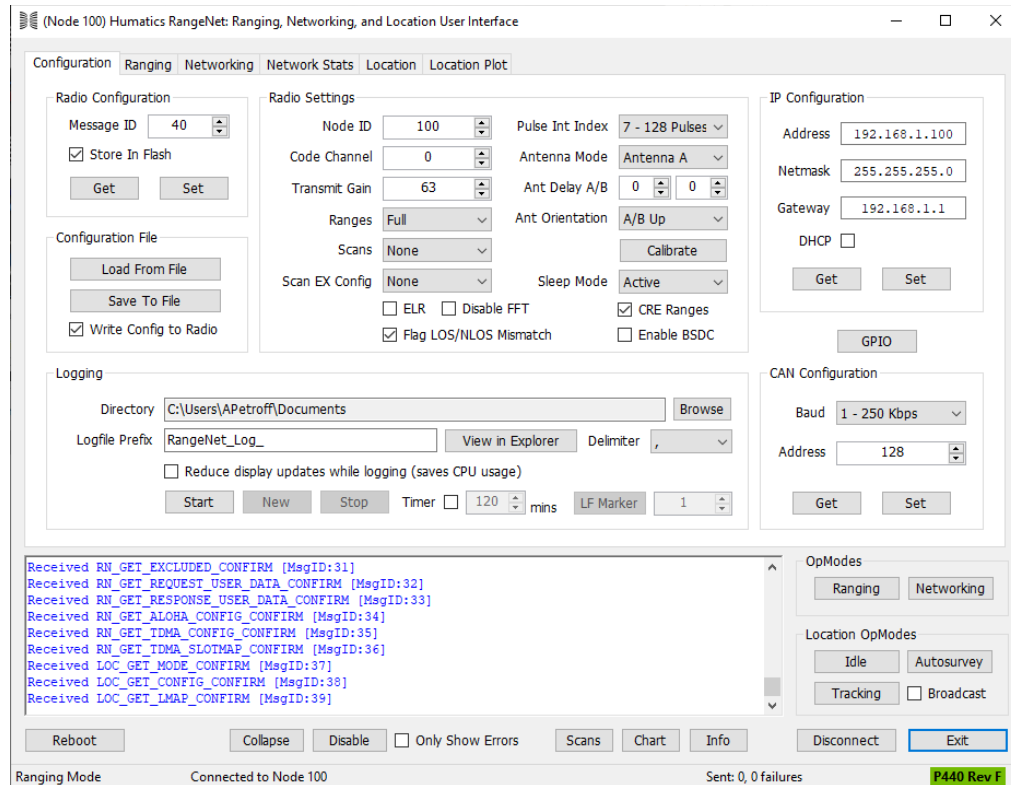 (Node 100) Humatics RangeNet: Ranging, Networking, and Location User Interface
Configuration Ranging Networking Network Stats Location Location Plot
Radio Configuration
Message ID 40
Store In Flash
Get Set
Configuration File
Load From File
Save To File
Write Config to Radio
Radio Settings
Node ID 100 Pulse Int Index 7 - 128 Pulses
Code Channel 0 Antenna Mode Antenna A
Transmit Gain 63 Ant Delay A/B 0 0
Ranges Full Ant Orientation A/B Up
Scans None Calibrate
Scan EX Config None Sleep Mode Active
ELR Disable FFT CRE Ranges
Flag LOS/NLOS Mismatch Enable BSDC
IP Configuration
Address 192.168.1.100
Netmask 255.255.255.0
Gateway 192.168.1.1
DHCP
Get Set
GPIO
Logging
Directory C:\Users\APetroff\Documents Browse
Logfile Prefix RangeNet_Log_ View in Explorer Delimiter ,
Reduce display updates while logging (saves CPU usage)
Start New Stop Timer 120 mins LF Marker 1
CAN Configuration
Baud 1 - 250 Kbps
Address 128
Get Set
Received RN_GET_EXCLUDED_CONFIRM [MsgID:31]
Received RN_GET_REQUEST_USER_DATA_CONFIRM [MsgID:32]
Received RN_GET_RESPONSE_USER_DATA_CONFIRM [MsgID:33]
Received RN_GET_ALOHA_CONFIG_CONFIRM [MsgID:34]
Received RN_GET_TDMA_CONFIG_CONFIRM [MsgID:35]
Received RN_GET_TDMA_SLOTMAP_CONFIRM [MsgID:36]
Received LOC_GET_MODE_CONFIRM [MsgID:37]
Received LOC_GET_CONFIG_CONFIRM [MsgID:38]
Received LOC_GET_LMAP_CONFIRM [MsgID:39]
OpModes
Ranging Networking
Location OpModes
Idle Autosurvey
Tracking Broadcast
Reboot Collapse Disable Only Show Errors Scans Chart Info Disconnect Exit
Ranging Mode Connected to Node 100 Sent: 0, 0 failures P440 Rev F